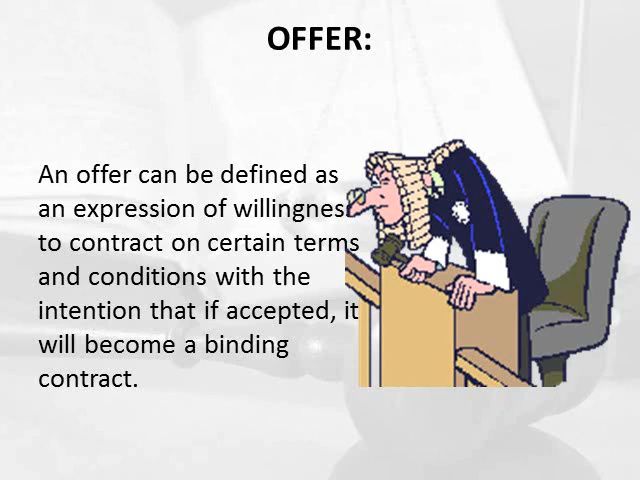 OFFER:
An offer can be defined as
an expression of willingness
to contract on certain terms
and conditions with the
intention that if accepted, it
will become a binding
contract.